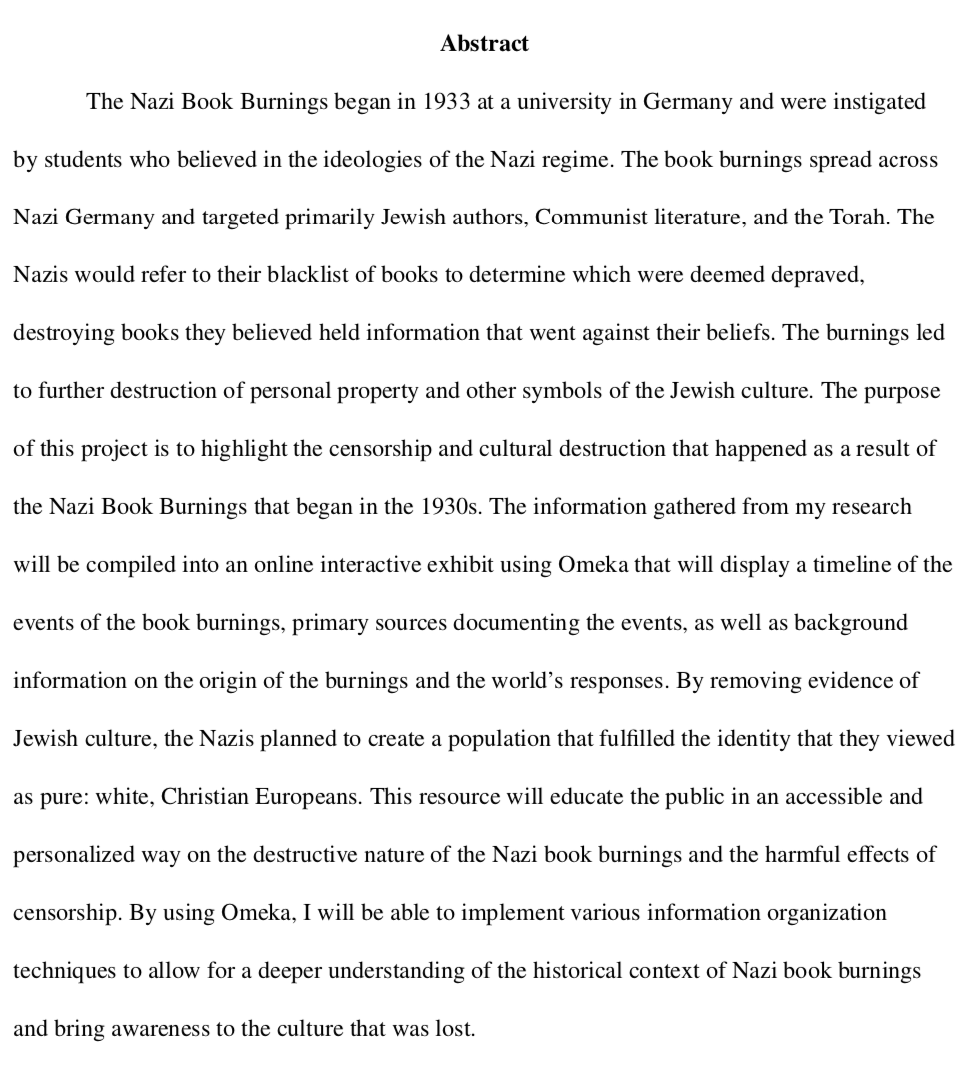 Abstract
The Nazi Book Burnings began in 1933 at a university in Germany and were instigated
by students who believed in the ideologies of the Nazi regime. The book burnings spread across
Nazi Germany and targeted primarily Jewish authors, Communist literature, and the Torah. The
Nazis would refer to their blacklist of books to determine which were deemed depraved,
destroying books they believed held information that went against their beliefs. The burnings led
to further destruction of personal property and other symbols of the Jewish culture. The purpose
of this project is to highlight the censorship and cultural destruction that happened as a result of
the Nazi Book Burnings that began in the 1930s. The information gathered from my research
will be compiled into an online interactive exhibit using Omeka that will display a timeline of the
events of the book burnings, primary sources documenting the events, as well as background
information on the origin of the burnings and the world’s responses. By removing evidence of
Jewish culture, the Nazis planned to create a population that fulfilled the identity that they viewed
as pure: white, Christian Europeans. This resource will educate the public in an accessible and
personalized way on the destructive nature of the Nazi book burnings and the harmful effects of
censorship. By using Omeka, I will be able to implement various information organization
techniques to allow for a deeper understanding of the historical context of Nazi book burnings
and bring awareness to the culture that was lost.